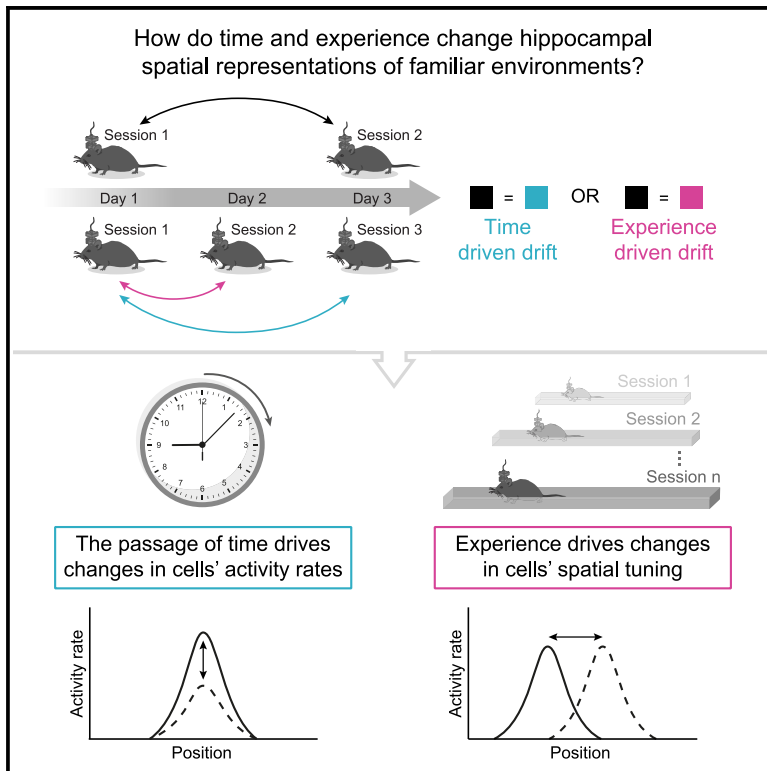 How do time and experience change hippocampal
spatial representations of familiar environments?
Session 1
Session 2
Day 1
Day 2
Day 3
Session 1
Session 2
Session 3
= OR =
Time
driven drift
Experience
driven drift
12
1
2
3
4
5
6
7
8
9
10
11
Session 1
Session 2
Session n
The passage of time drives
changes in cells' activity rates
Experience drives changes
in cells' spatial tuning
Activity rate
Position
Activity rate
Position